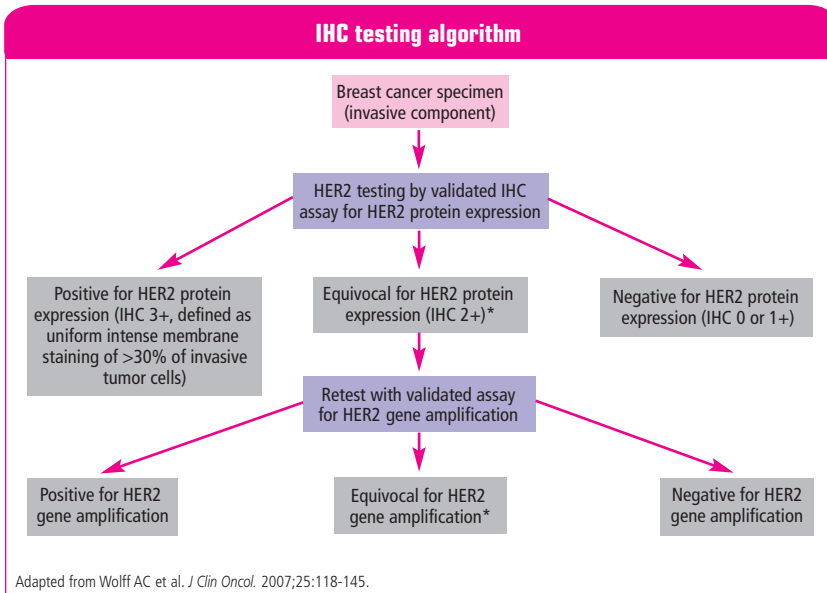 IHC testing algorithm
Breast cancer specimen
(invasive component)
HER2 testing by validated IHC
assay for HER2 protein expression
Positive for HER2 protein
expression (IHC 3+, defined as
uniform intense membrane
staining of >30% of invasive
tumor cells)
Equivocal for HER2 protein
expression (IHC 2+)*
Negative for HER2 protein
expression (IHC 0 or 1+)
Retest with validated assay
for HER2 gene amplification
Positive for HER2
gene amplification
Equivocal for HER2
gene amplification*
Negative for HER2
gene amplification
Adapted from Wolff AC et al. J Clin Oncol. 2007;25:118-145.